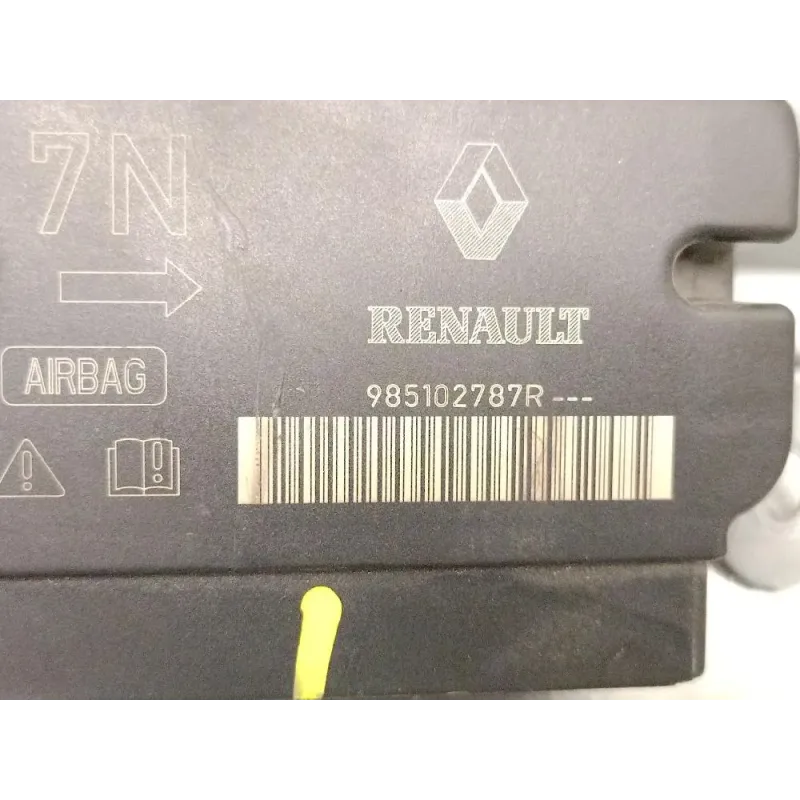 7N
RENAULT
AIRBAG
985102787R---